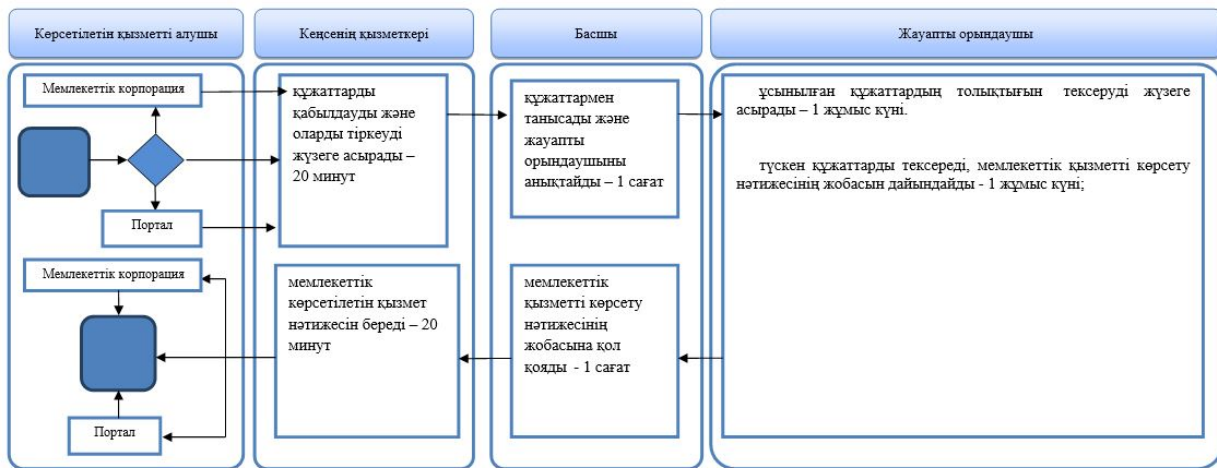 Көрсетілетін қызметті алушы
Кеңсенің қызметкері
Басшы
Жауапты орындаушы
Мемлекеттік корпорация
Портал
құжаттарды
қабылдауды және
оларды тіркеуді
жүзеге асырады –
20 минут
құжаттармен
танысады және
жауапты
орындаушыны
анықтайды – 1 сағат
ұсынылған құжаттардың толықтығын тексеруді жүзеге
асырады – 1 жұмыс күні.
түскен құжаттарды тексереді, мемлекеттік қызметті көрсету
нәтижесінің жобасын дайындайды - 1 жұмыс күні;
Мемлекеттік корпорация
Портал
мемлекеттік
көрсетілетін қызмет
нәтижесін береді – 20
минут
мемлекеттік
қызметті көрсету
нәтижесінің
жобасына қол
қояды - 1 сағат